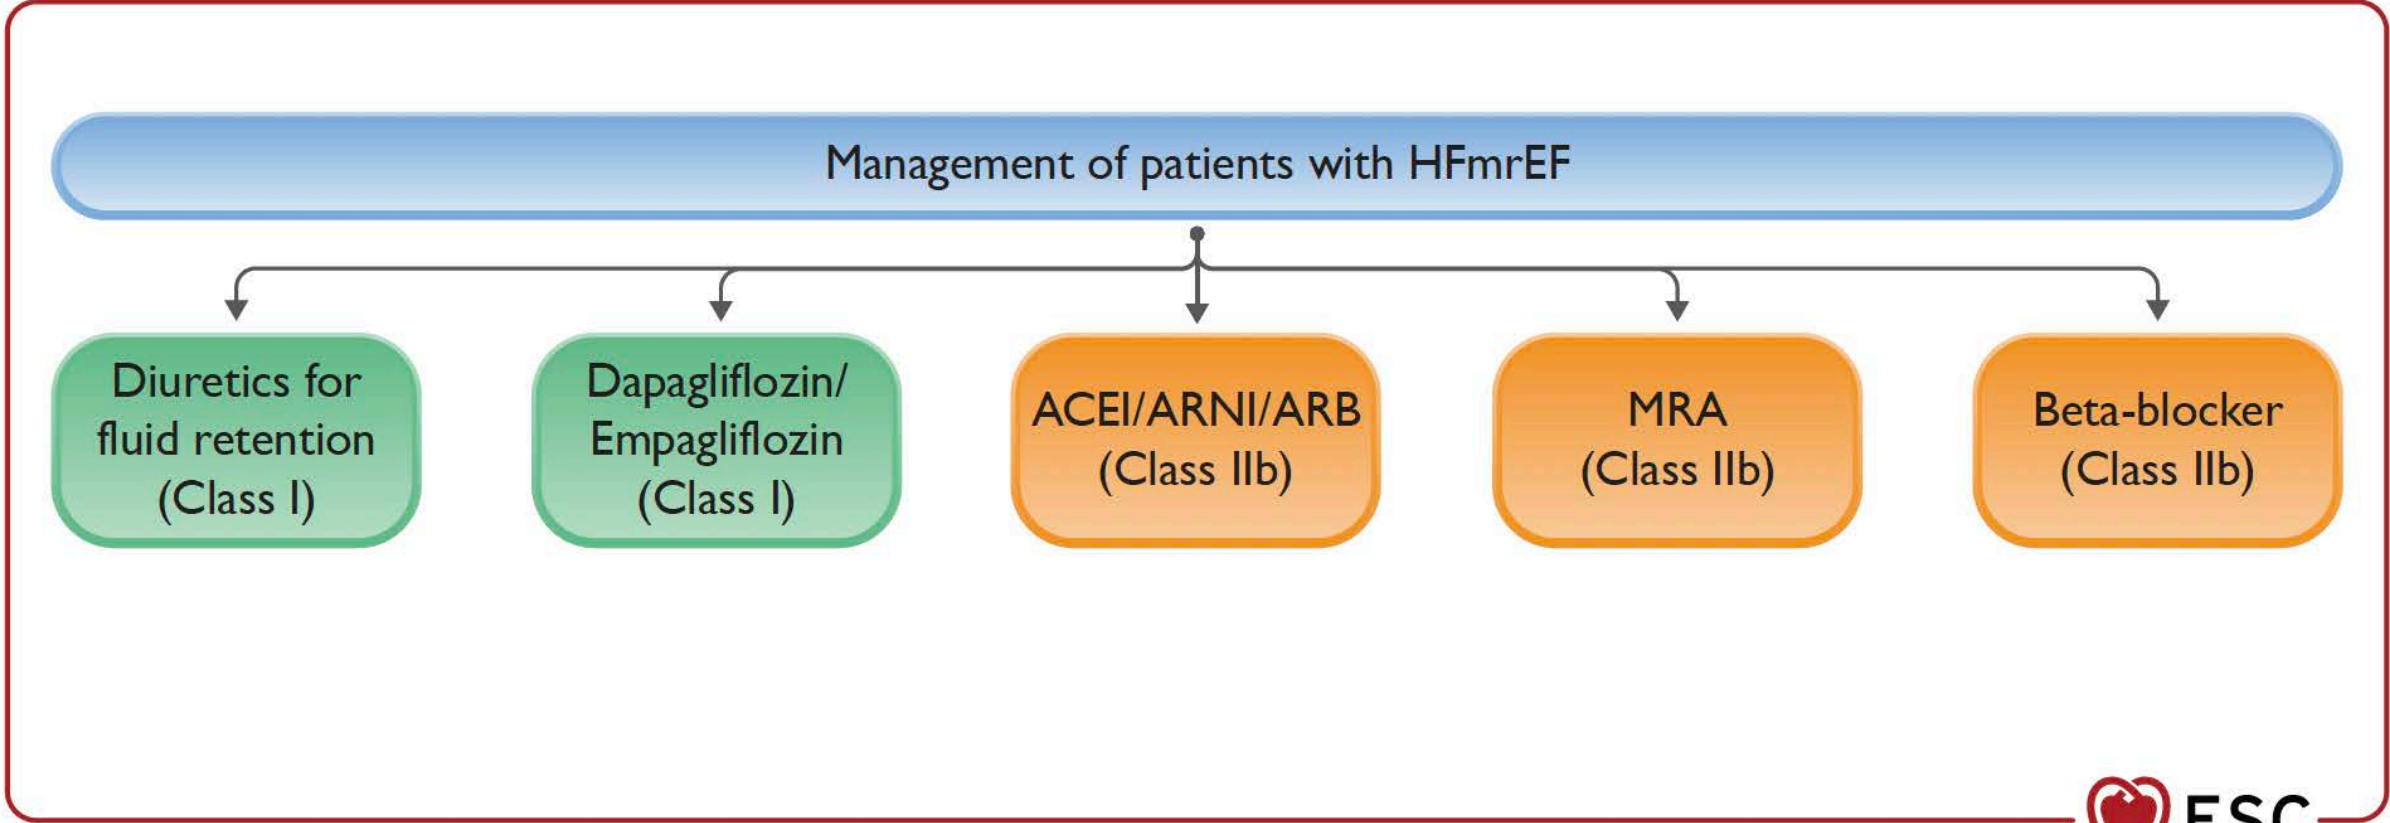 Management of patients with HFmrEF
Diuretics for
fluid retention
(Class I)
Dapagliflozin/
Empagliflozin
(Class I)
ACEI/ARNI/ARB
(Class IIb)
MRA
(Class IIb)
Beta-blocker
(Class IIb)
ESC